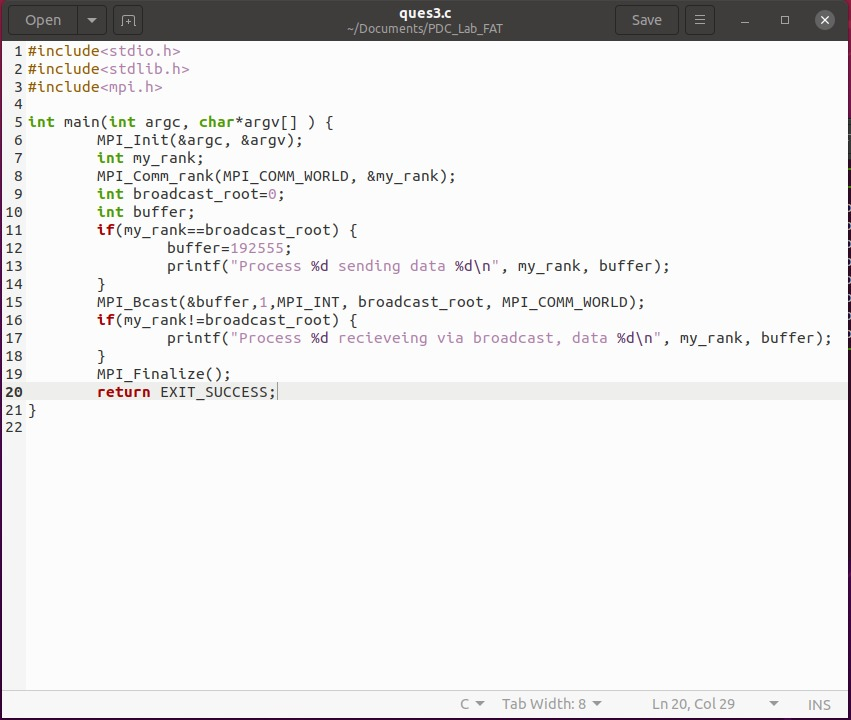 Open
ques3.c
~/Documents/PDC_Lab_FAT
Save
1 #include<stdio.h>
2 #include<stdlib.h>
3 #include<mpi.h>
4
5 int main(int argc, char*argv[] ) {
6         MPI_Init(&argc, &argv);
7         int my_rank;
8         MPI_Comm_rank(MPI_COMM_WORLD, &my_rank);
9         int broadcast_root=0;
10         int buffer;
11         if(my_rank==broadcast_root) {
12                 buffer=192555;
13                 printf("Process %d sending data %d\n", my_rank, buffer);
14         }
15         MPI_Bcast(&buffer,1,MPI_INT, broadcast_root, MPI_COMM_WORLD);
16         if(my_rank!=broadcast_root) {
17                 printf("Process %d recieveing via broadcast, data %d\n", my_rank, buffer);
18         }
19         MPI_Finalize();
20         return EXIT_SUCCESS;
21 }
22
C Tab Width: 8 Ln 20, Col 29 INS